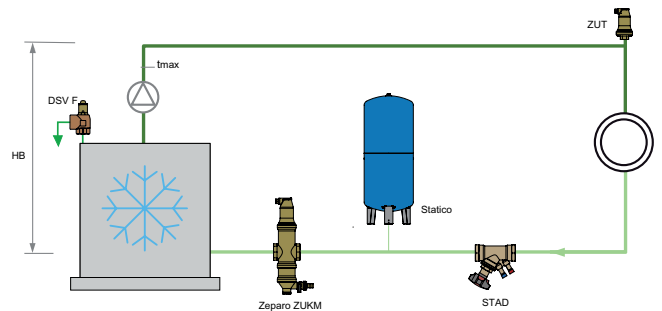 ZUT
tmax
DSV F
HB
Statico
Zeparo ZUKM
STAD